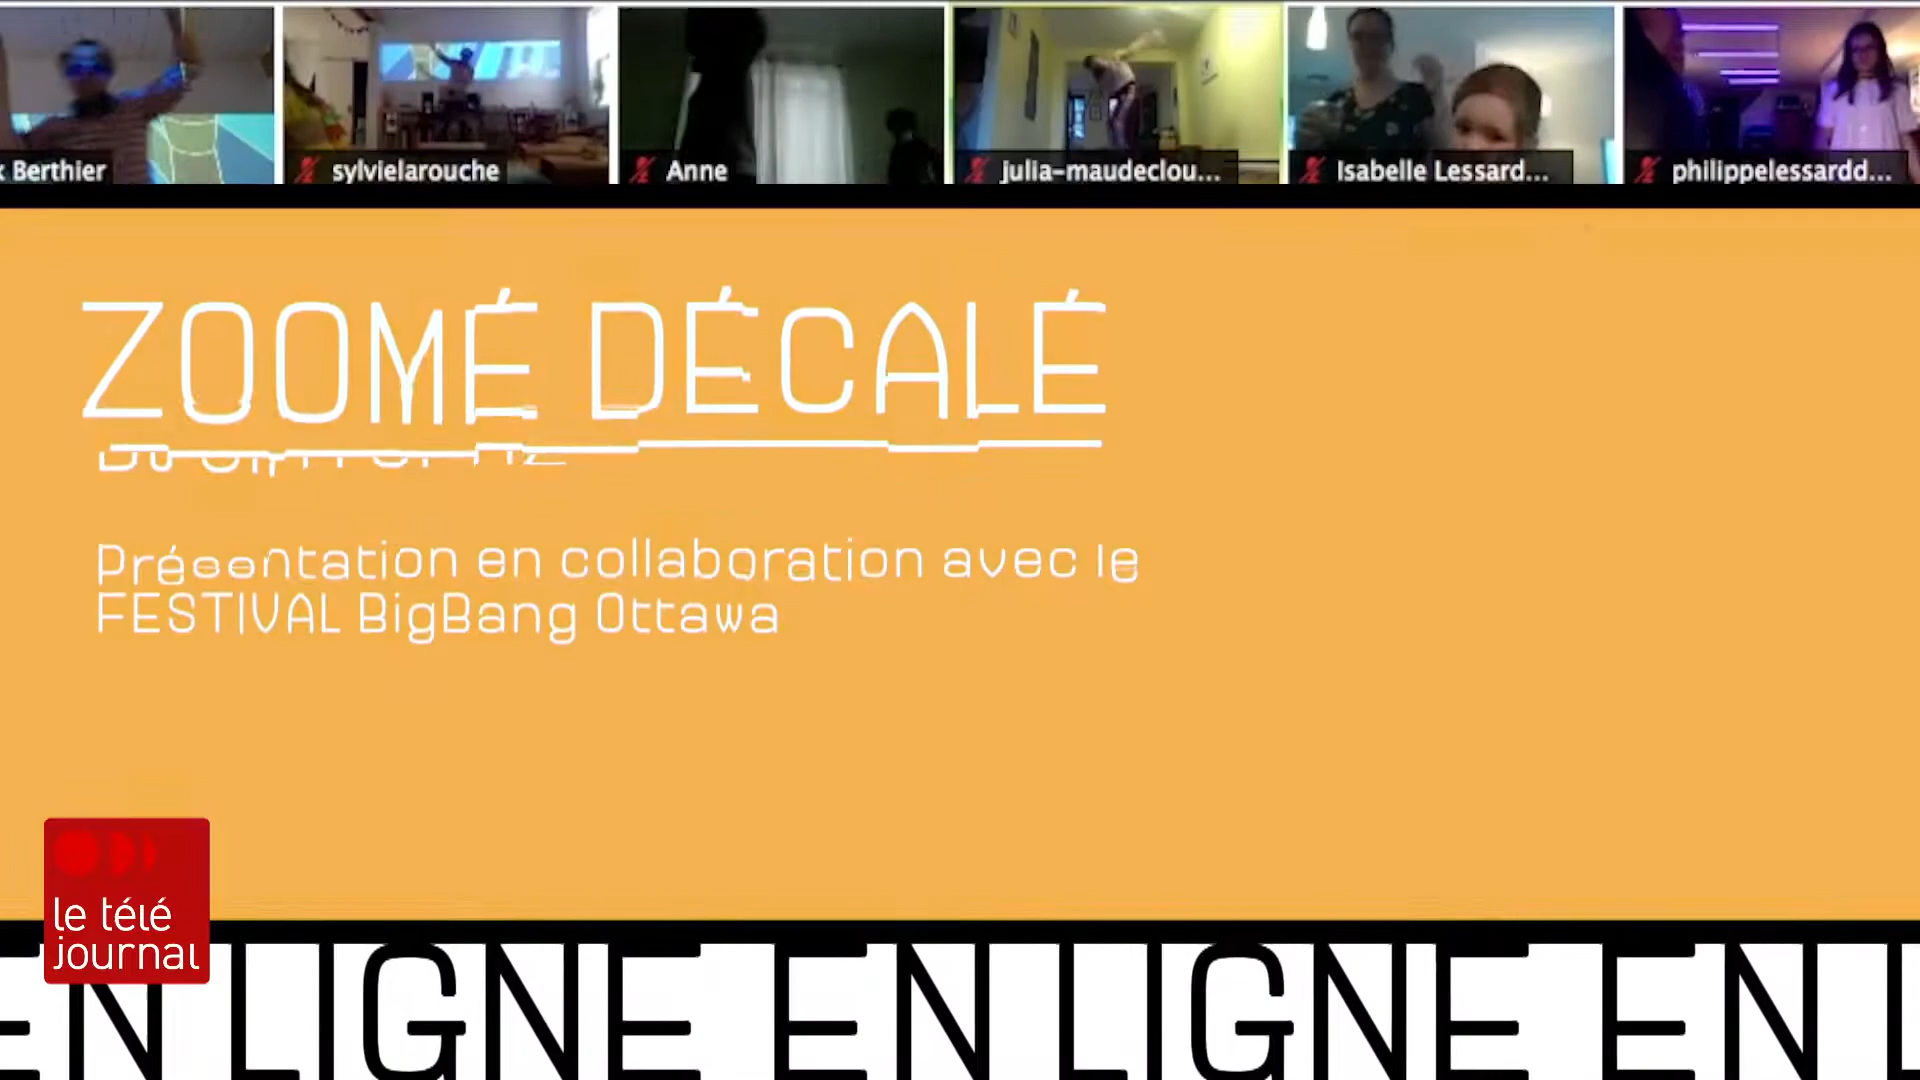 Berthier
sylvielarouche
Anne
julia-maudeclou...
Isabelle Lessard...
philippelessardd...
ZOOMÉ DÉCALÉ
Présentation en collaboration avec le
FESTIVAL BigBang Ottawa
le télé
journal
EN LIGNE EN LIGNE EN L